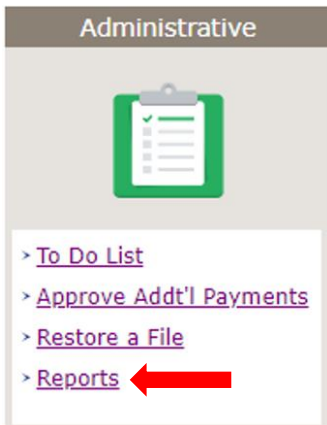 Administrative
To Do List
Approve Addt'l Payments
Restore a File
Reports